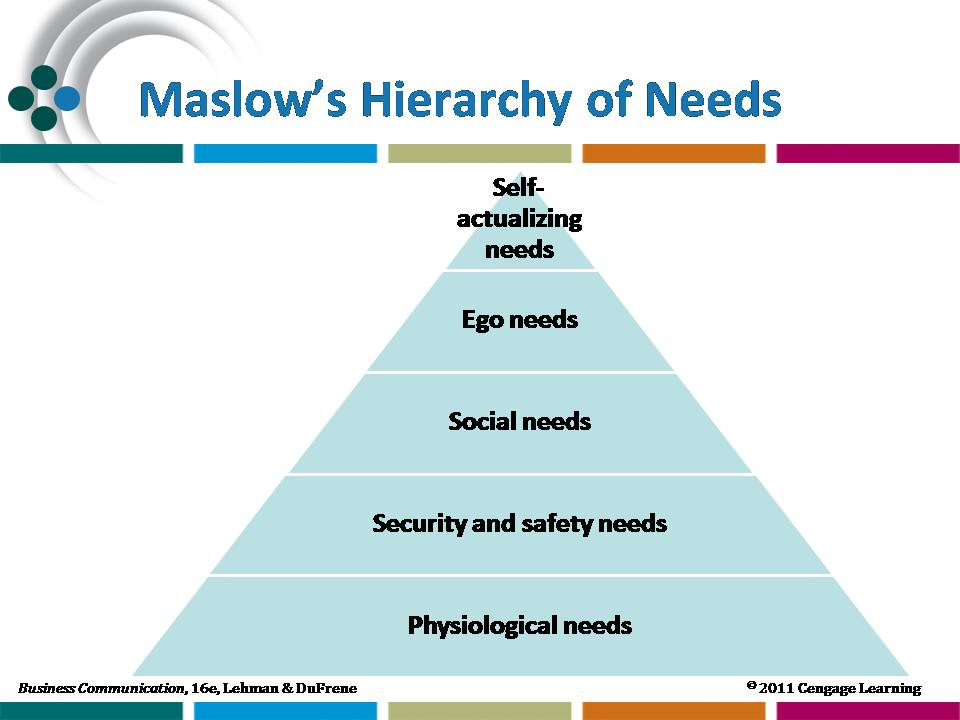 Maslow's Hierarchy of Needs
Self-
actualizing
needs
Ego needs
Social needs
Security and safety needs
Physiological needs
Business Communication, 16e, Lehman & DuFrene
© 2011 Cengage Learning